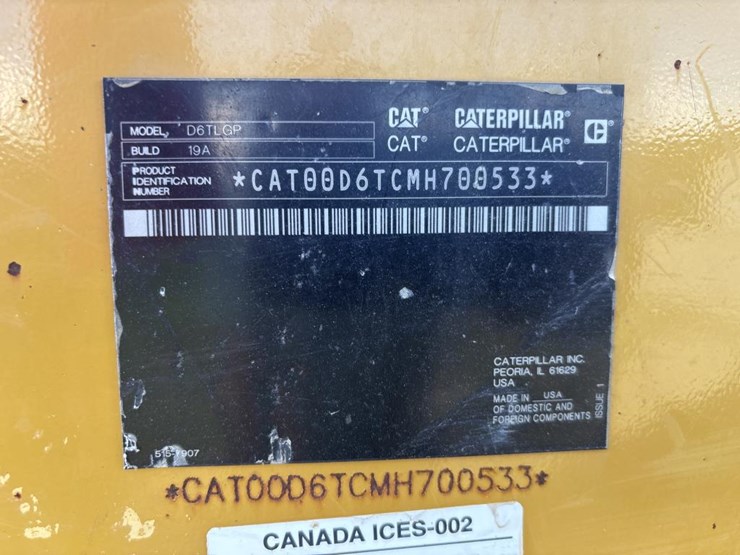 CAT® CATERPILLAR®
CAT® CATERPILLAR® C
MODEL D6TLGP
BUILD 19A
PRODUCT IDENTIFICATION NUMBER *CAT00D6TCMH700533*
CATERPILLAR INC.
PEORIA, IL 61629
USA
MADE IN USA
OF DOMESTIC AND
FOREIGN COMPONENTS
ISSUE 1
*CAT00D6TCMH700533*
CANADA ICES-002